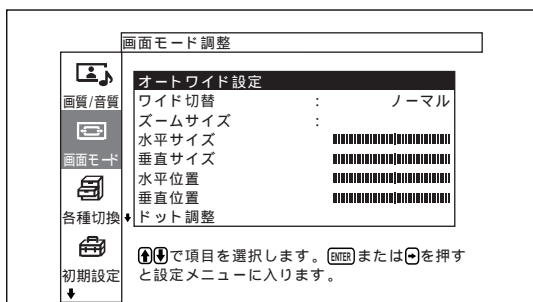 画面モード調整
画質/音質
画面モード
各種切換
初期設定
オートワイド設定
ワイド切替 : ノーマル
ズームサイズ :
水平サイズ
垂直サイズ
水平位置
垂直位置
ドット調整
で項目を選択します。ENTERまたはを押す
と設定メニューに入ります。